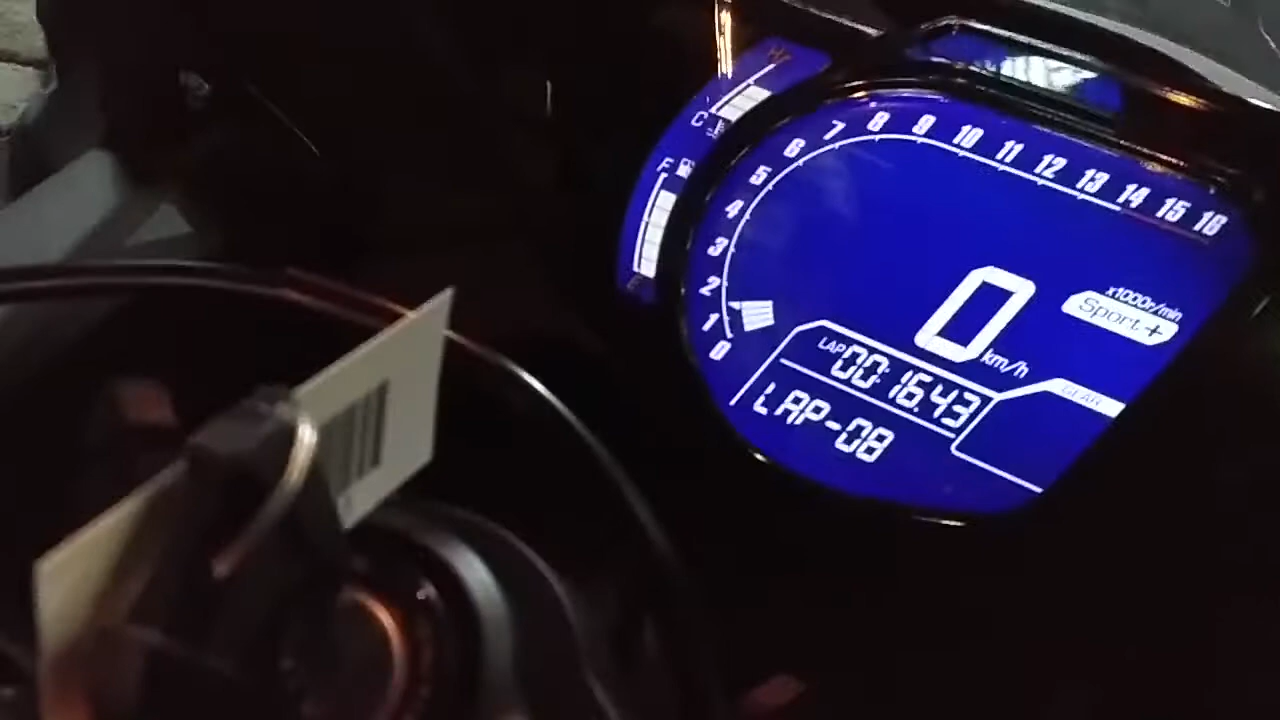 C
F
0 1 2 3 4 5 6 7 8 9 10 11 12 13 14 15 16
x1000r/min
Sport+
0 km/h
LAP 00:16.43
GEAR
LAP-08